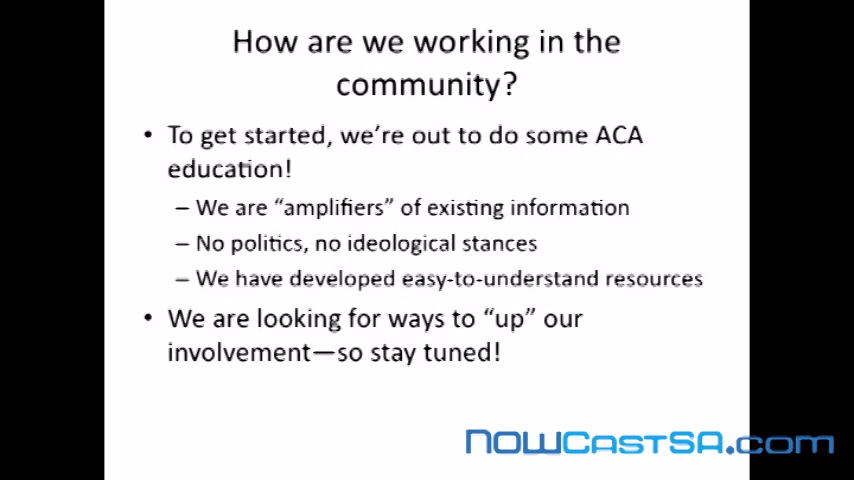 How are we working in the
community?
• To get started, we're out to do some ACA
education!
– We are “amplifiers” of existing information
– No politics, no ideological stances
– We have developed easy-to-understand resources
• We are looking for ways to “up” our
involvement—so stay tuned!
NOWCASTSA.com